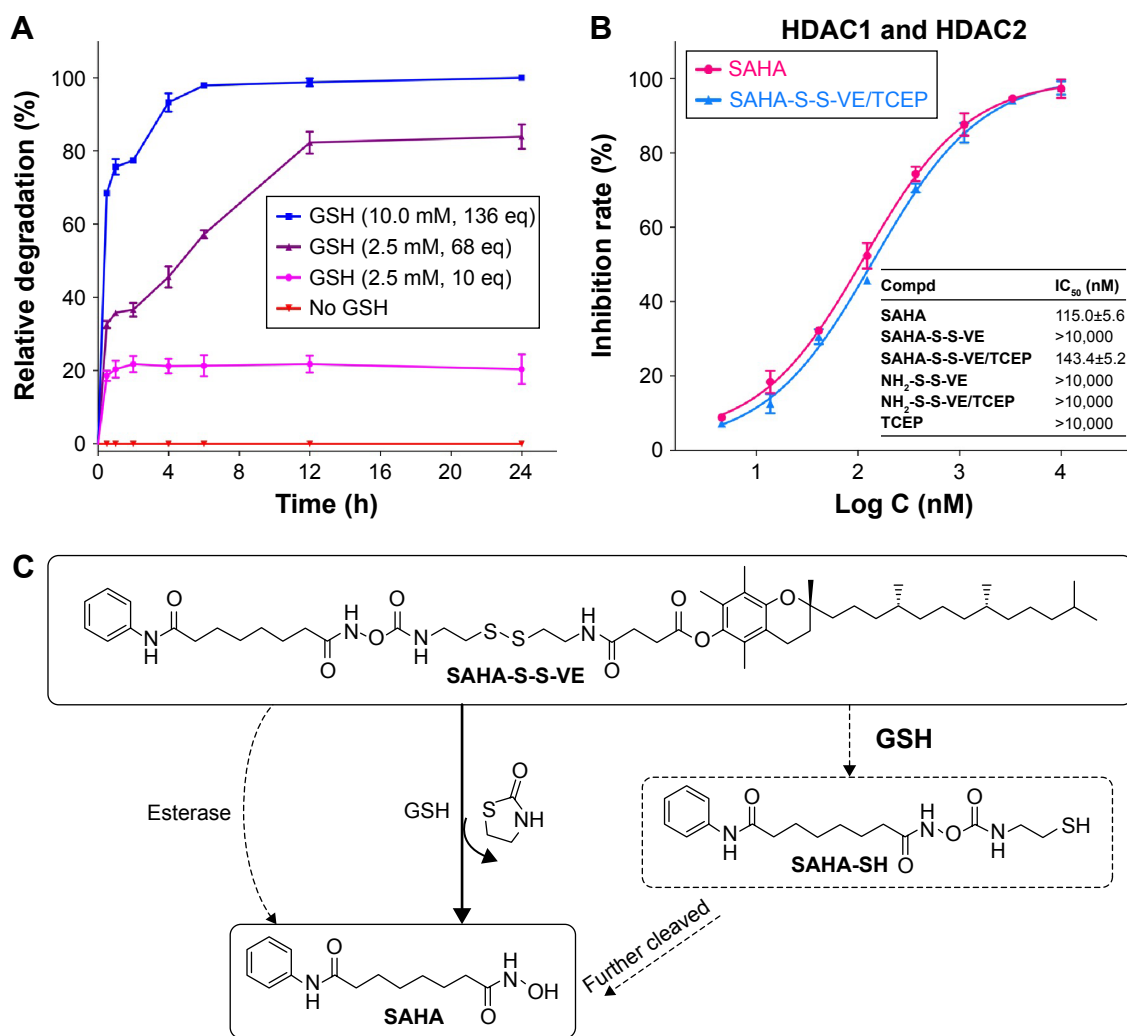 A
Relative degradation (%)
100
80
60
40
20
0
0
4
8
12
16
20
24
Time (h)
GSH (10.0 mM, 136 eq)
GSH (2.5 mM, 68 eq)
GSH (2.5 mM, 10 eq)
No GSH
B
HDAC1 and HDAC2
SAHA
SAHA-S-S-VE/TCEP
Inhibition rate (%)
100
80
60
40
20
0
1
2
3
4
Log C (nM)
Compd IC50 (nM)
SAHA 115.0±5.6
SAHA-S-S-VE >10,000
SAHA-S-S-VE/TCEP 143.4±5.2
NH2-S-S-VE >10,000
NH2-S-S-VE/TCEP >10,000
TCEP >10,000
C
O
N
H
H
N
O
O
O
N
H
S
S
H
N
O
O
O
O
SAHA-S-S-VE
Esterase
GSH
O
S
NH
GSH
O
N
H
H
N
O
O
O
N
H
SH
SAHA-SH
Further cleaved
O
N
H
H
N
OH
O
SAHA